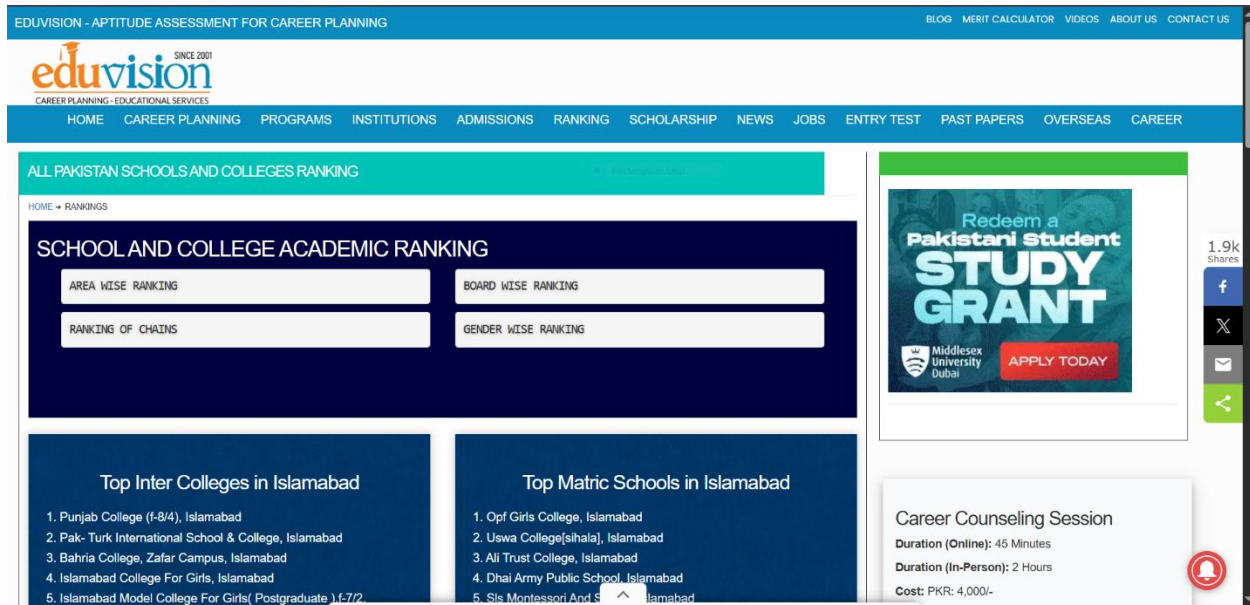 EDUVISION - APTITUDE ASSESSMENT FOR CAREER PLANNING
BLOG MERIT CALCULATOR VIDEOS ABOUT US CONTACT US
SINCE 2001
eduvision
CAREER PLANNING - EDUCATIONAL SERVICES
HOME CAREER PLANNING PROGRAMS INSTITUTIONS ADMISSIONS RANKING SCHOLARSHIP NEWS JOBS ENTRY TEST PAST PAPERS OVERSEAS CAREER
ALL PAKISTAN SCHOOLS AND COLLEGES RANKING
Rectangular Snip
HOME → RANKINGS
SCHOOL AND COLLEGE ACADEMIC RANKING
AREA WISE RANKING
BOARD WISE RANKING
RANKING OF CHAINS
GENDER WISE RANKING
Redeem a
Pakistani Student
STUDY
GRANT
Middlesex
University
Dubai
APPLY TODAY
1.9k
Shares
Top Inter Colleges in Islamabad
1. Punjab College (f-8/4), Islamabad
2. Pak- Turk International School & College, Islamabad
3. Bahria College, Zafar Campus, Islamabad
4. Islamabad College For Girls, Islamabad
5. Islamabad Model College For Girls( Postgraduate ).f-7/2,
Top Matric Schools in Islamabad
1. Opf Girls College, Islamabad
2. Uswa College[sihala], Islamabad
3. Ali Trust College, Islamabad
4. Dhai Army Public School, Islamabad
5. Sls Montessori And S
lamabad
Career Counseling Session
Duration (Online): 45 Minutes
Duration (In-Person): 2 Hours
Cost: PKR: 4,000/-